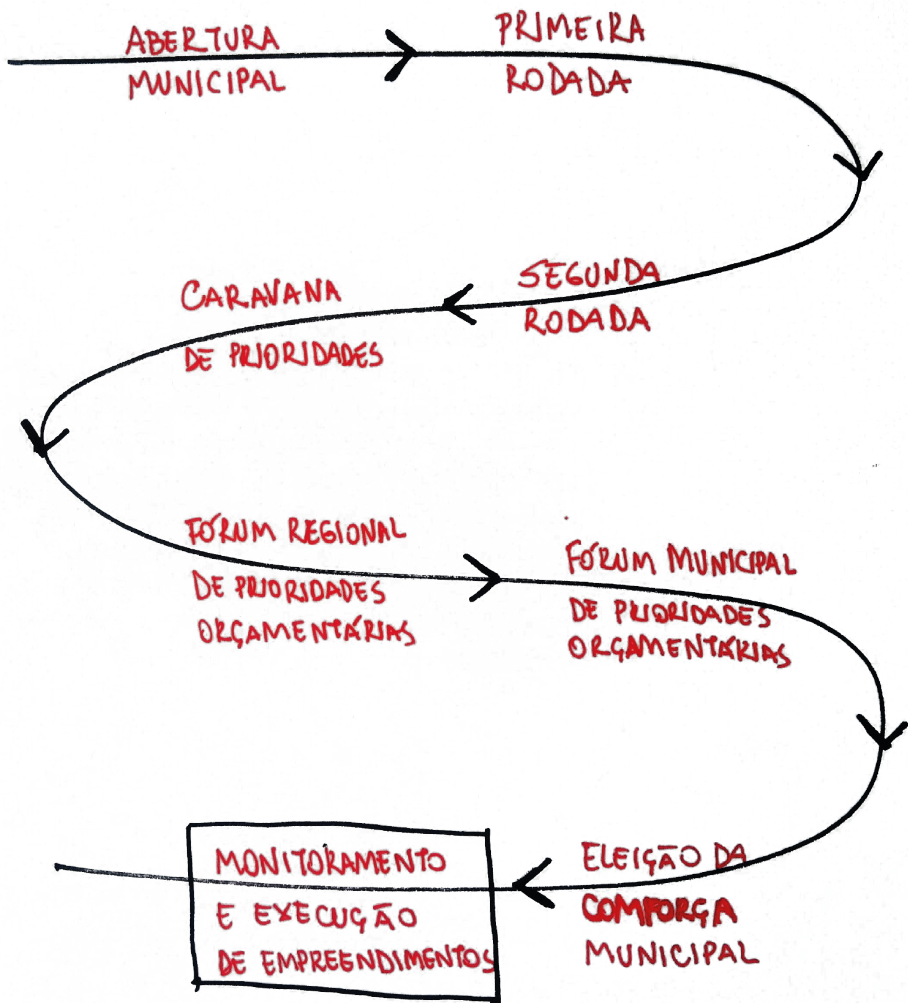 ABERTURA
MUNICIPAL
PRIMEIRA
RODADA
SEGUNDA
RODADA
CARAVANA
DE PRIORIDADES
FÓRUM REGIONAL
DE PRIORIDADES
ORÇAMENTÁRIAS
FÓRUM MUNICIPAL
DE PRIORIDADES
ORÇAMENTÁRIAS
ELEIÇÃO DA
COMFORÇA
MUNICIPAL
MONITORAMENTO
E EXECUÇÃO
DE EMPREENDIMENTOS